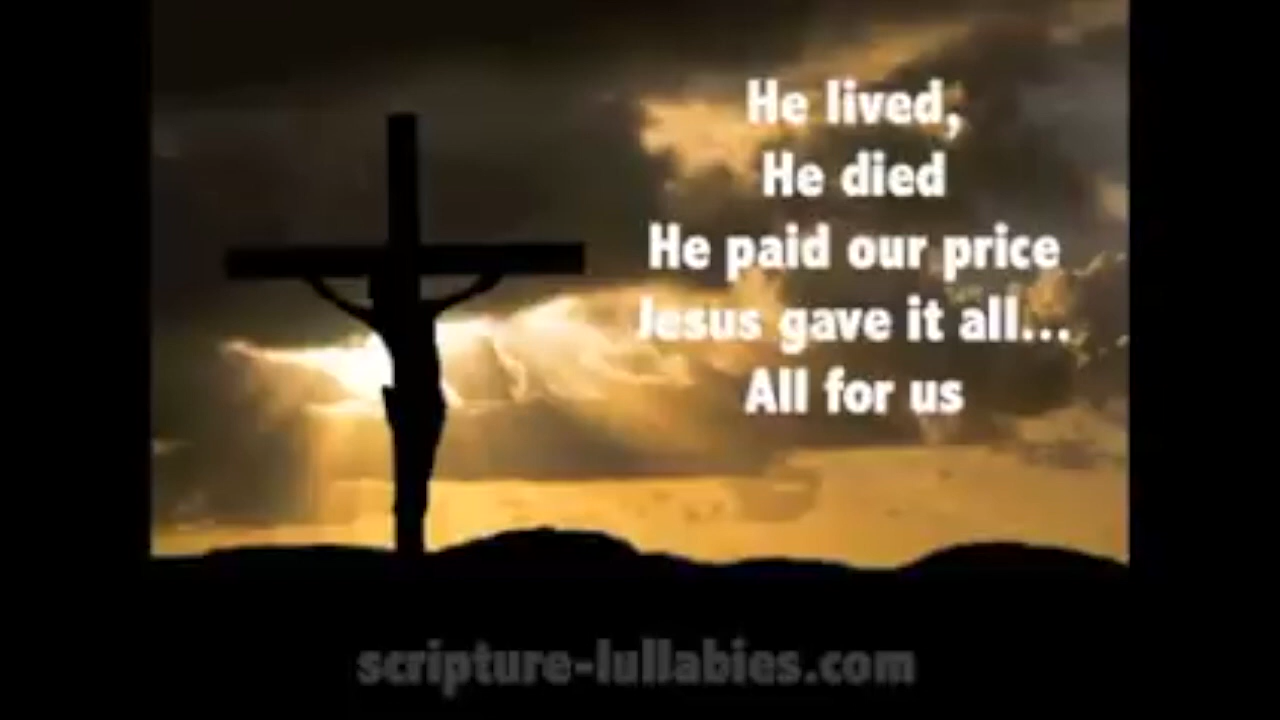 He lived,
He died
He paid our price
Jesus gave it all...
All for us
scripture-lullabies.com